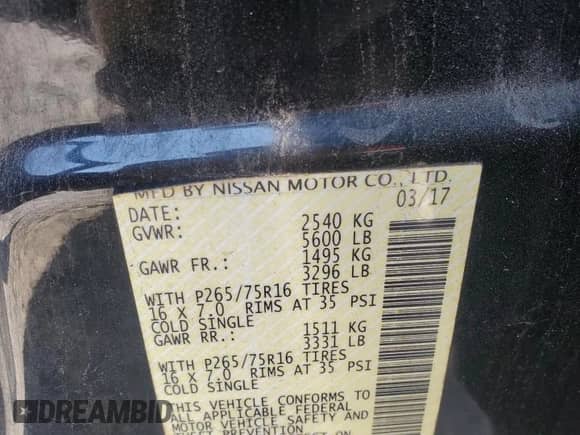 MFD BY NISSAN MOTOR CO., LTD.
DATE: 03/17
GVWR: 2540 KG
5600 LB
GAWR FR.: 1495 KG
3296 LB
WITH P265/75R16 TIRES
16 X 7.0 RIMS AT 35 PSI
COLD SINGLE
GAWR RR.: 1511 KG
3331 LB
WITH P265/75R16 TIRES
16 X 7.0 RIMS AT 35 PSI
COLD SINGLE
THIS VEHICLE CONFORMS TO
ALL APPLICABLE FEDERAL
MOTOR VEHICLE SAFETY AND
THEFT PREVENTION
DREAMBID